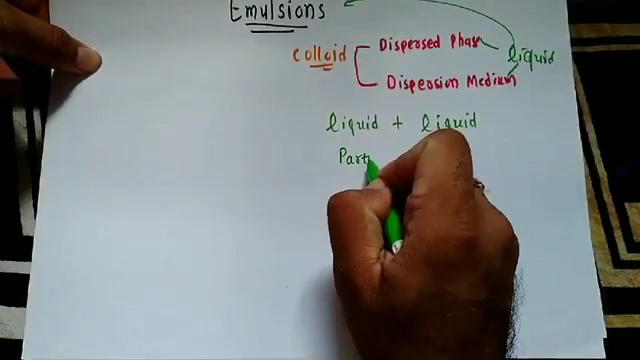 Emulsions
Colloid
Dispersed Phase
liquid
Dispersion Medium
liquid + liquid
Part